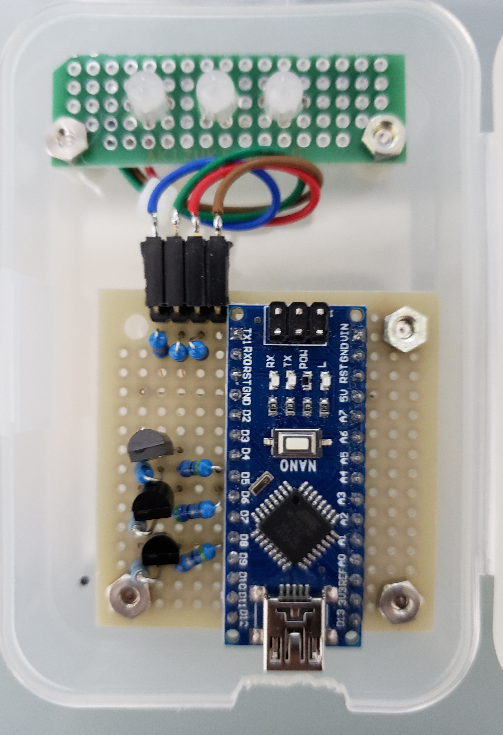 RX
TX
POW
L
TX1
RX0
RST
GND
D2
D3
D4
D5
D6
D7
D8
D9
D10
D11
D12
VIN
GND
RST
5V
A7
A6
A5
A4
A3
A2
A1
A0
REF
3V3
D13
NANO